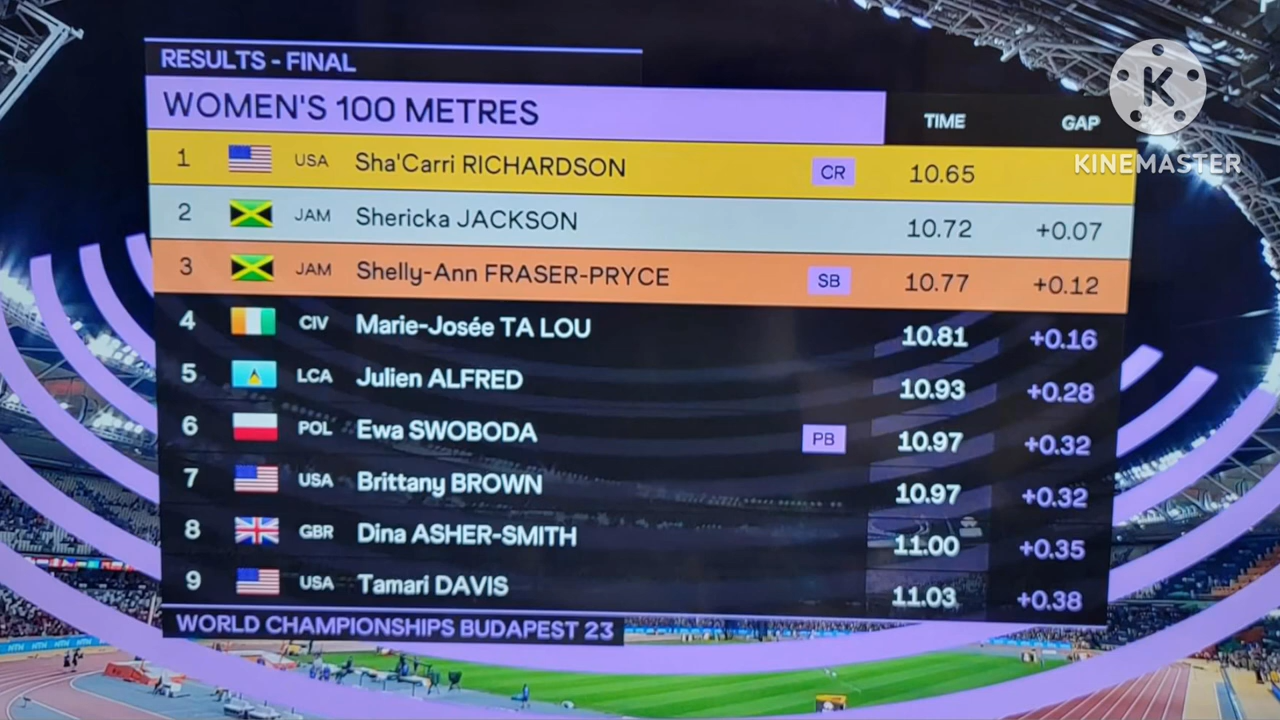 RESULTS - FINAL
WOMEN'S 100 METRES TIME GAP
1 USA Sha'Carri RICHARDSON CR 10.65
2 JAM Shericka JACKSON 10.72 +0.07
3 JAM Shelly-Ann FRASER-PRYCE SB 10.77 +0.12
4 CIV Marie-Josée TA LOU 10.81 +0.16
5 LCA Julien ALFRED 10.93 +0.28
6 POL Ewa SWOBODA PB 10.97 +0.32
7 USA Brittany BROWN 10.97 +0.32
8 GBR Dina ASHER-SMITH 11.00 +0.35
9 USA Tamari DAVIS 11.03 +0.38
WORLD CHAMPIONSHIPS BUDAPEST 23
K
KINEMASTER